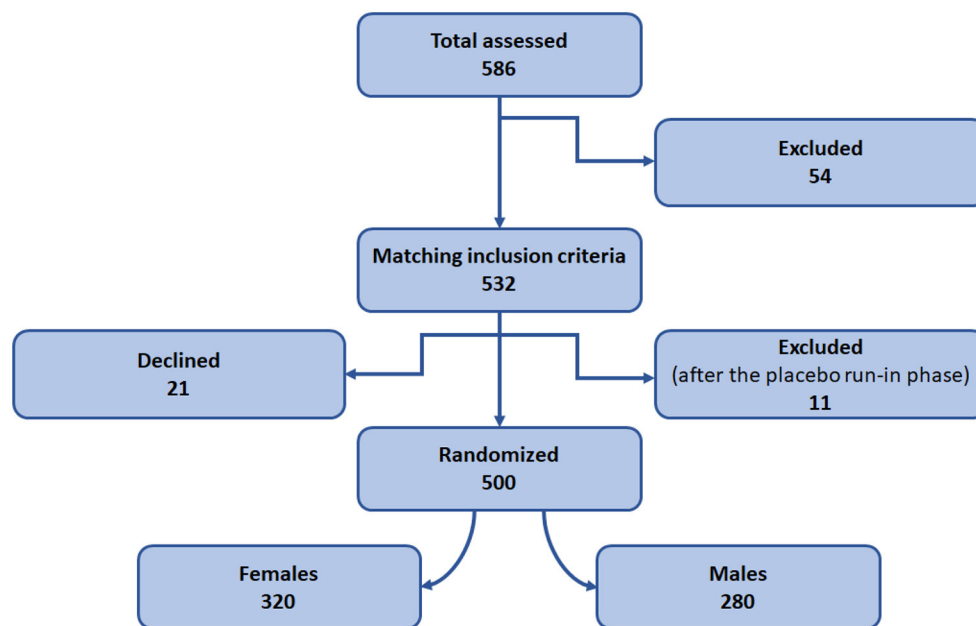 Total assessed
586
Excluded
54
Matching inclusion criteria
532
Declined
21
Excluded
(after the placebo run-in phase)
11
Randomized
500
Females
320
Males
280